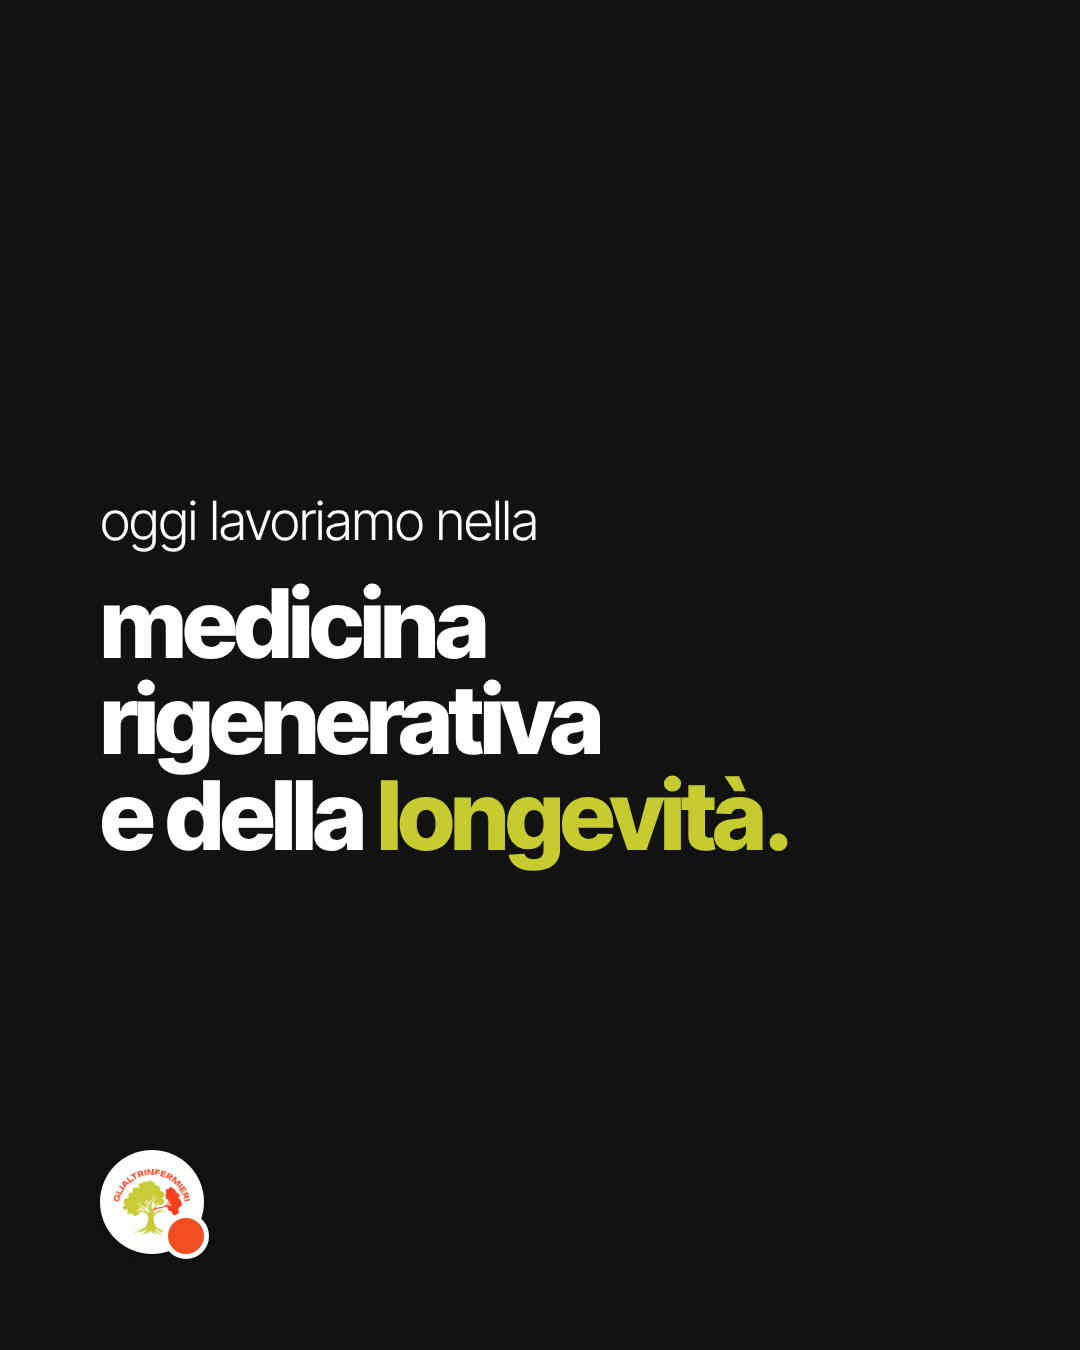 oggi lavoriamo nella
medicina
rigenerativa
e della longevità.
GLIALTRINFERMIERI